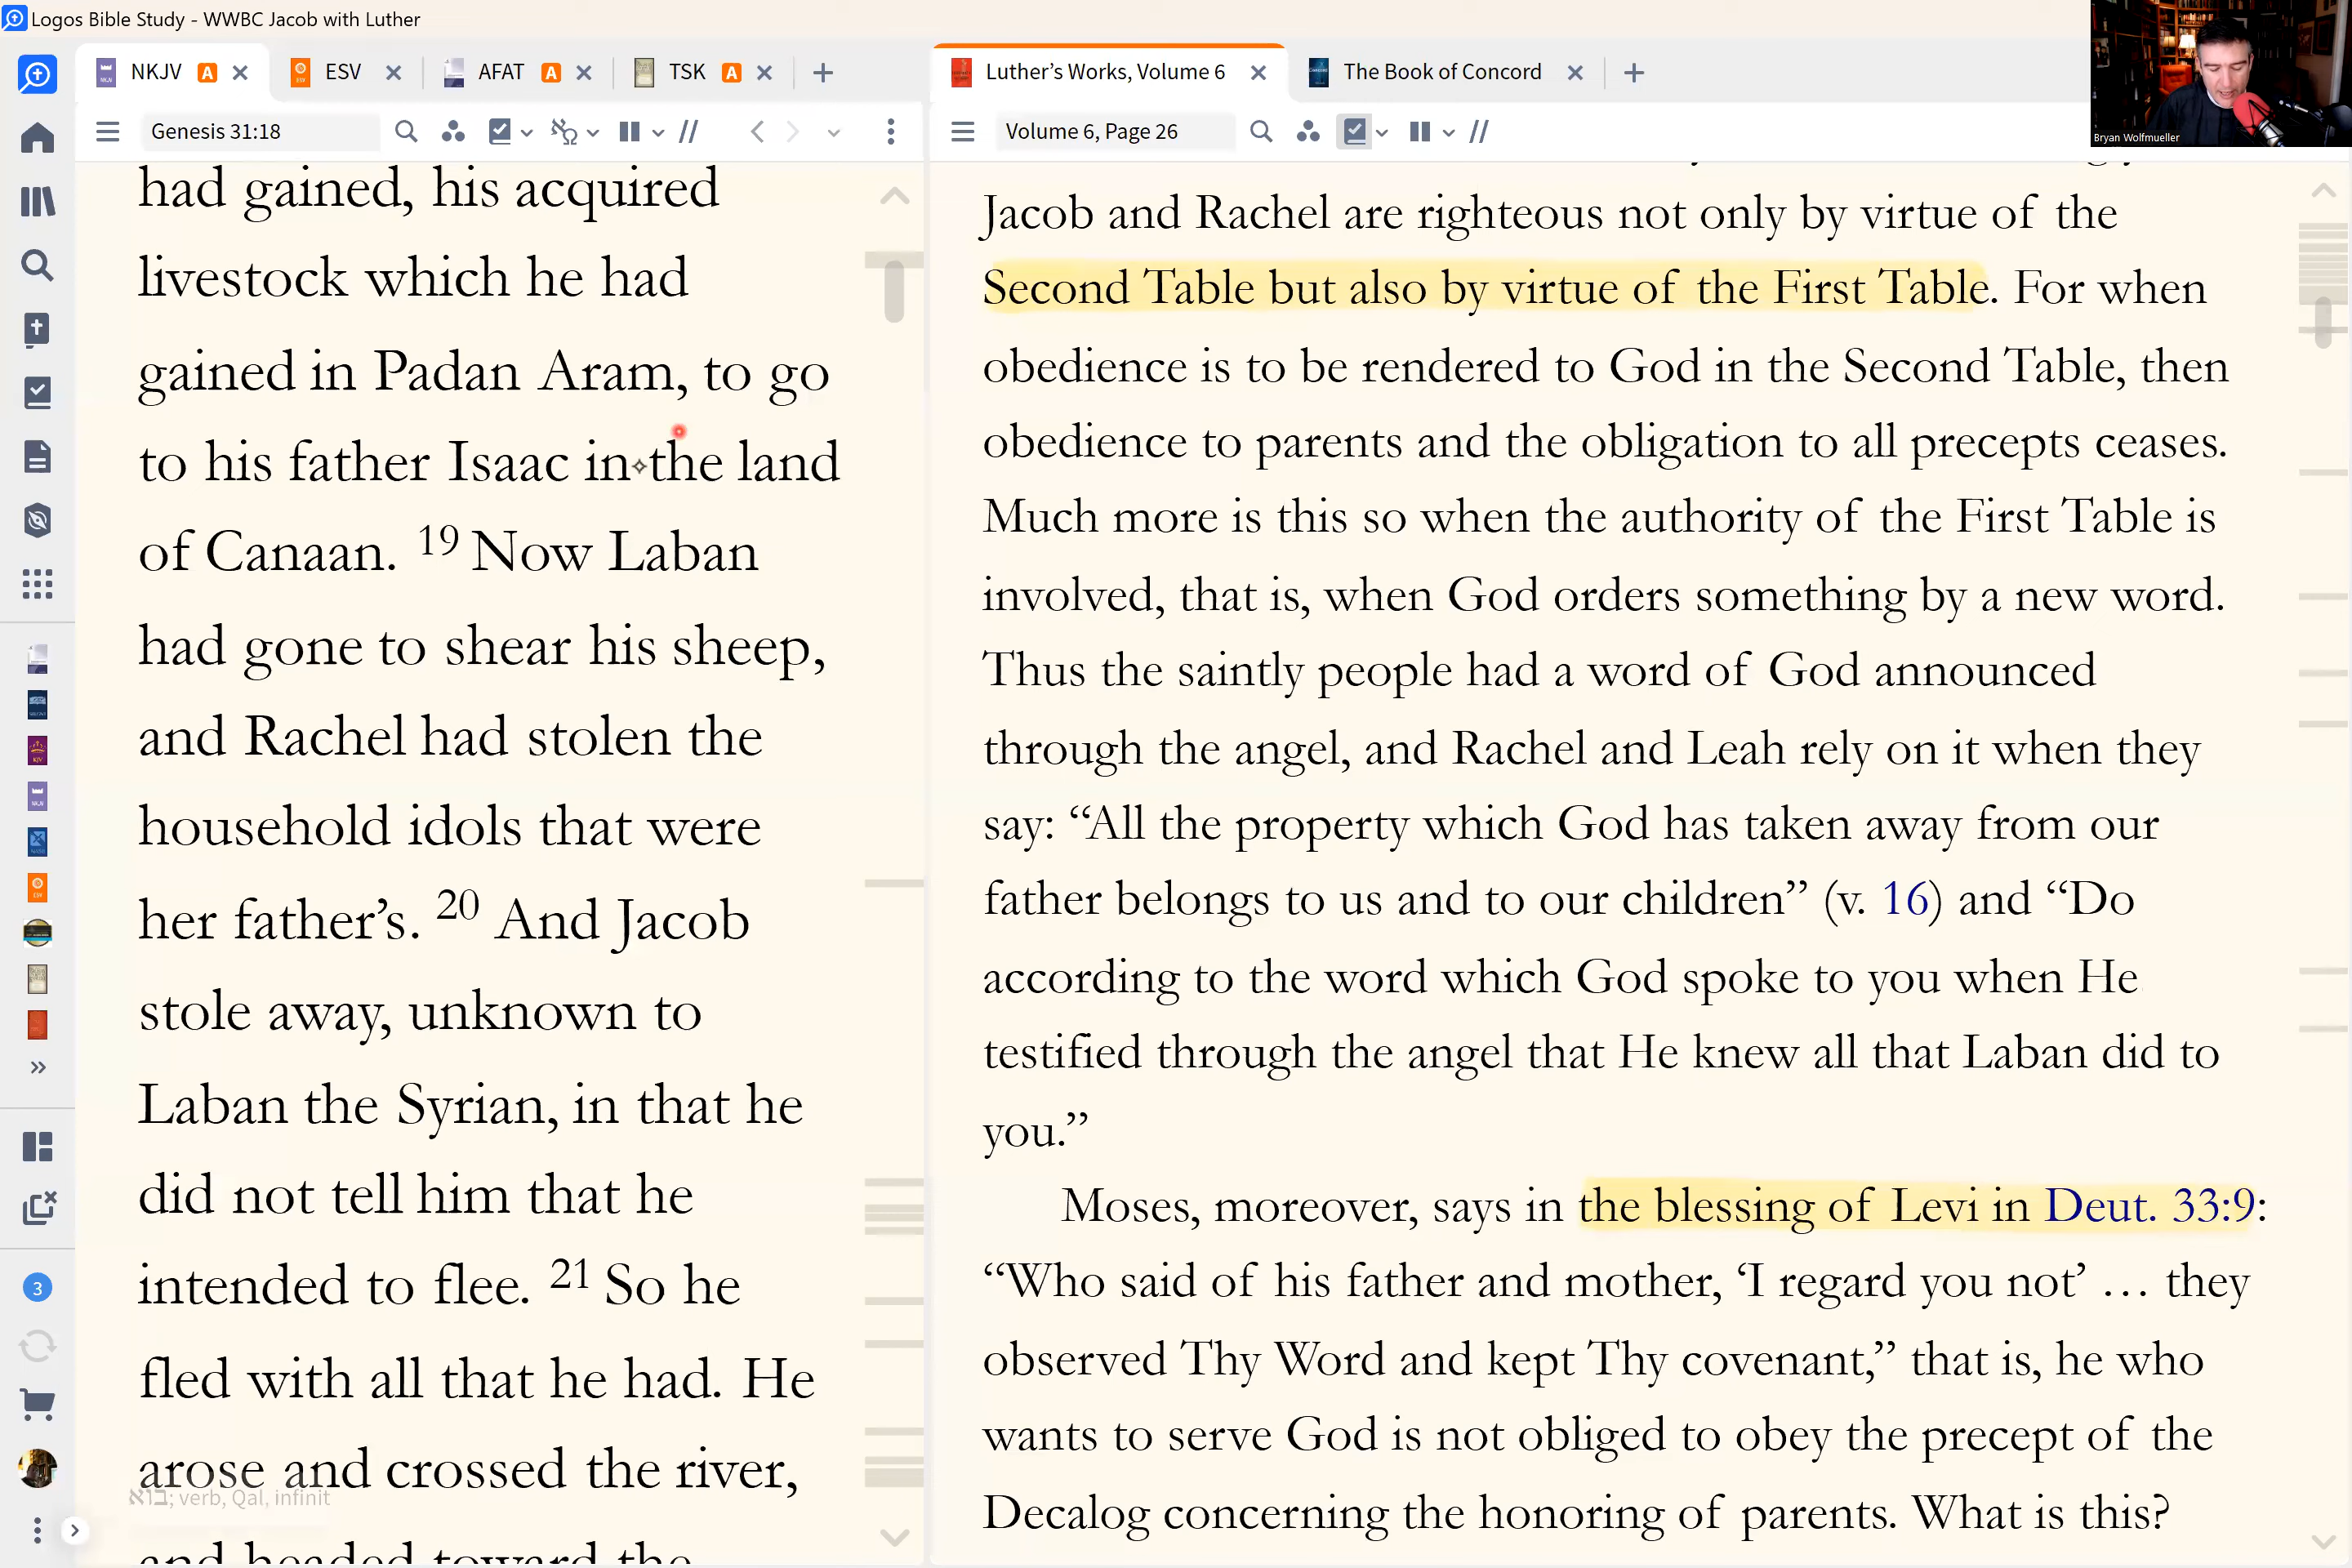 Logos Bible Study - WWBC Jacob with Luther
NKJV A
ESV
AFAT A
TSK A
Genesis 31:18
had gained, his acquired
livestock which he had
gained in Padan Aram, to go
to his father Isaac in the land
of Canaan. 19 Now Laban
had gone to shear his sheep,
and Rachel had stolen the
household idols that were
her father’s. 20 And Jacob
stole away, unknown to
Laban the Syrian, in that he
did not tell him that he
intended to flee. 21 So he
fled with all that he had. He
arose and crossed the river,
and headed toward the
בוֹא; verb, Qal, infinit
3
Luther’s Works, Volume 6
The Book of Concord
Volume 6, Page 26
Jacob and Rachel are righteous not only by virtue of the
Second Table but also by virtue of the First Table. For when
obedience is to be rendered to God in the Second Table, then
obedience to parents and the obligation to all precepts ceases.
Much more is this so when the authority of the First Table is
involved, that is, when God orders something by a new word.
Thus the saintly people had a word of God announced
through the angel, and Rachel and Leah rely on it when they
say: “All the property which God has taken away from our
father belongs to us and to our children” (v. 16) and “Do
according to the word which God spoke to you when He
testified through the angel that He knew all that Laban did to
you.”
Moses, moreover, says in the blessing of Levi in Deut. 33:9:
“Who said of his father and mother, ‘I regard you not’ … they
observed Thy Word and kept Thy covenant,” that is, he who
wants to serve God is not obliged to obey the precept of the
Decalog concerning the honoring of parents. What is this?
Bryan Wolfmueller